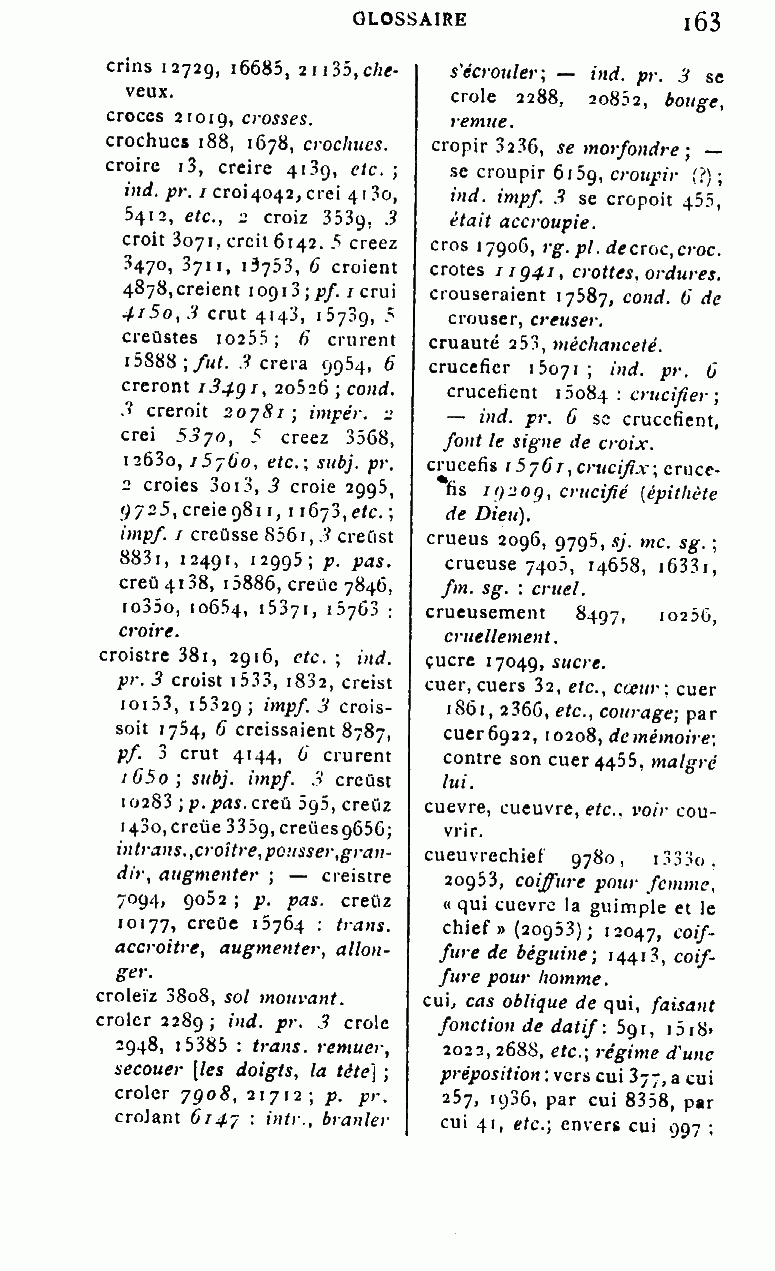 GLOSSAIRE 163
crins 12729, 16685, 21135, che-
veux.
croces 21019, crosses.
crochues 188, 1678, crochues.
croire 13, creire 4139, etc. ;
ind. pr. 1 croi 4042, crei 4130,
5412, etc., 2 croiz 3539, 3
croit 3071, creit 6142. 5 creez
3470, 3711, 13753, 6 croient
4878, creient 10913 ; pf. 1 crui
4150, 3 crut 4143, 15739, 5
creüstes 10255 ; 6 crurent
15888 ; fut. 3 crera 9954, 6
creront 13491, 20526 ; cond.
3 creroit 20781 ; impér. 2
crei 5370, 5 creez 3568,
12630, 15760, etc. ; subj. pr.
2 croies 3013, 3 croie 2995,
9725, creie 9811, 11673, etc. ;
impf. 1 creüsse 8561, 3 creüst
8831, 12491, 12995 ; p. pas.
creü 4138, 15886, creüe 7846,
10350, 10654, 15371, 15763 :
croire.
croistre 381, 2916, etc. ; ind.
pr. 3 croist 1533, 1832, creist
10153, 15329 ; impf. 3 crois-
soit 1754, 6 creissaient 8787,
pf. 3 crut 4144, 6 crurent
1650 ; subj. impf. 3 creüst
10283 ; p. pas. creü 595, creüz
1430, creüe 3359, creües 9656;
intrans., croître, pousser, gran-
dir, augmenter ; — creistre
7094, 9052 ; p. pas. creüz
10177, creüe 15764 : trans.
accroitre, augmenter, allon-
ger.
croleïz 3808, sol mouvant.
croler 2289 ; ind. pr. 3 crole
2948, 15385 : trans. remuer,
secouer [les doigts, la tête] ;
croler 7908, 21712 ; p. pr.
crolant 6147 : intr., branler
s'écrouler ; — ind. pr. 3 se
crole 2288, 20852, bouge,
remue.
cropir 3236, se morfondre ; —
se croupir 6159, croupir (?) ;
ind. impf. 3 se cropoit 455,
était accroupie.
cros 17906, rg. pl. de croc, croc.
crotes 11941, crottes, ordures.
crouseraient 17587, cond. 6 de
crouser, creuser.
cruauté 253, méchanceté.
crucefier 15071 ; ind. pr. 6
crucefient 15084 : crucifier ;
— ind. pr. 6 se crucefient,
font le signe de croix.
crucefis 15761, crucifix ; cruce-
fis 19209, crucifié (épithète
de Dieu).
crueus 2096, 9795, sj. mc. sg. ;
crueuse 7405, 14658, 16331,
fm. sg. : cruel.
crueusement 8497, 10256,
cruellement.
çucre 17049, sucre.
cuer, cuers 32, etc., cœur ; cuer
1861, 2366, etc., courage; par
cuer 6922, 10208, de mémoire;
contre son cuer 4455, malgré
lui.
cuevre, cueuvre, etc., voir cou-
vrir.
cueuvrechief 9780, 13330,
20953, coiffure pour femme,
« qui cuevre la guimple et le
chief » (20953) ; 12047, coif-
fure de béguine ; 14413, coif-
fure pour homme.
cui, cas oblique de qui, faisant
fonction de datif : 591, 1518,
2022, 2688, etc.; régime d'une
préposition : vers cui 377, a cui
257, 1936, par cui 8358, par
cui 41, etc.; envers cui 997 ;